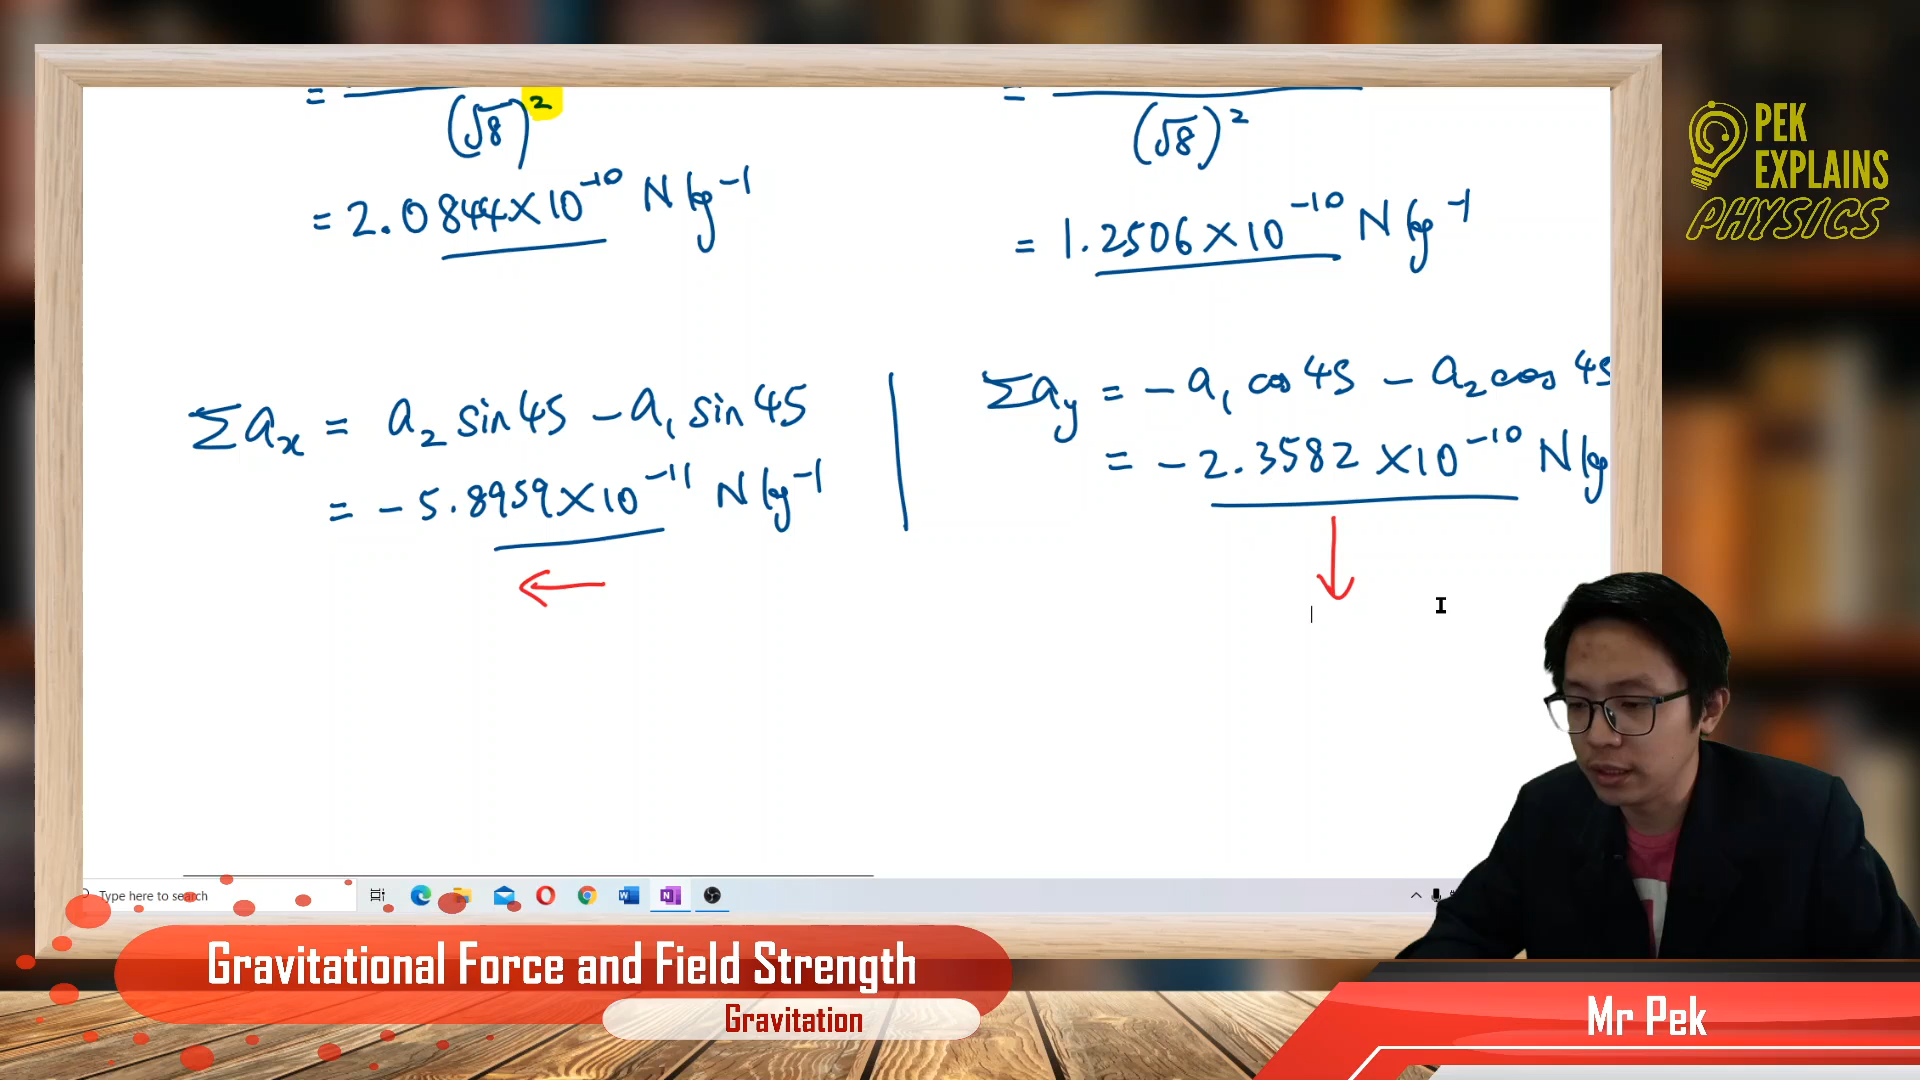 = (√8)²
= 2.0844×10⁻¹⁰ N kg⁻¹
= (√8)²
= 1.2506×10⁻¹⁰ N kg⁻¹
Σaₓ = a₂ sin 45 – a₁ sin 45
= –5.8959×10⁻¹¹ N kg⁻¹
Σa_y = –a₁ cos 45 – a₂ cos 45
= –2.3582×10⁻¹⁰ N kg
PEK
EXPLAINS
PHYSICS
Type here to search
Gravitational Force and Field Strength
Gravitation
Mr Pek